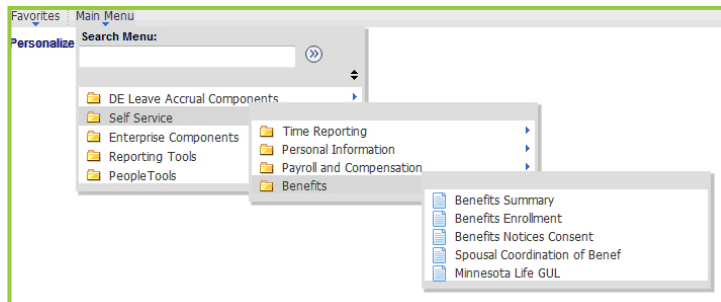 Favorites Main Menu
Personalize
Search Menu:
DE Leave Accrual Components
Self Service
Enterprise Components
Reporting Tools
PeopleTools
Time Reporting
Personal Information
Payroll and Compensation
Benefits
Benefits Summary
Benefits Enrollment
Benefits Notices Consent
Spousal Coordination of Benef
Minnesota Life GUL